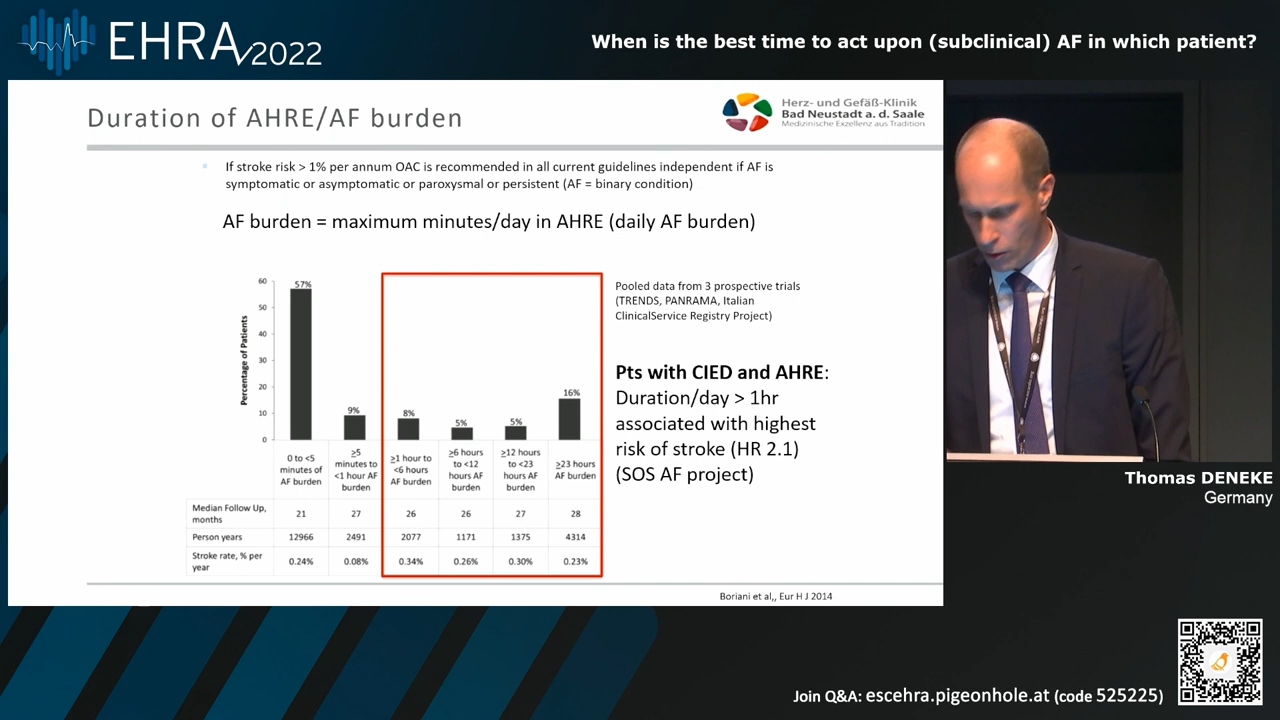 EHRA 2022
When is the best time to act upon (subclinical) AF in which patient?
Duration of AHRE/AF burden
Herz- und Gefäß-Klinik
Bad Neustadt a. d. Saale
Medizinische Exzellenz aus Tradition
If stroke risk > 1% per annum OAC is recommended in all current guidelines independent if AF is
symptomatic or asymptomatic or paroxysmal or persistent (AF = binary condition)
AF burden = maximum minutes/day in AHRE (daily AF burden)
Percentage of Patients
60
50
40
30
20
10
0
57%
9%
8%
5%
5%
16%
0 to <5
minutes of
AF burden
≥5
minutes to
<1 hour AF
burden
≥1 hour to
<6 hours
AF burden
≥6 hours
to <12
hours AF
burden
≥12 hours
to <23
hours AF
burden
≥23 hours
AF burden
Median Follow Up, months 21 27 26 26 27 28
Person years 12966 2491 2077 1171 1375 4314
Stroke rate, % per year 0.24% 0.08% 0.34% 0.26% 0.30% 0.23%
Pooled data from 3 prospective trials
(TRENDS, PANRAMA, Italian
ClinicalService Registry Project)
Pts with CIED and AHRE:
Duration/day > 1hr
associated with highest
risk of stroke (HR 2.1)
(SOS AF project)
Boriani et al,, Eur H J 2014
Thomas DENEKE
Germany
Join Q&A: escehra.pigeonhole.at (code 525225)